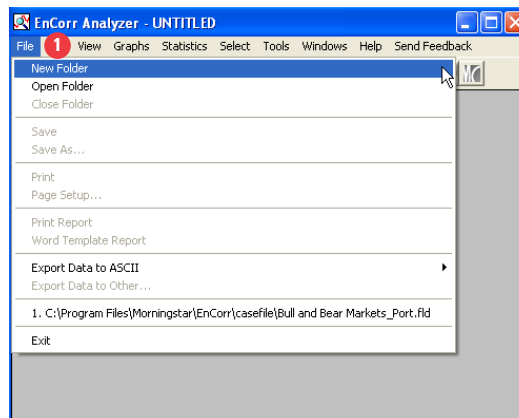 EnCorr Analyzer - UNTITLED
File 1 View Graphs Statistics Select Tools Windows Help Send Feedback
New Folder
Open Folder
Close Folder
Save
Save As...
Print
Page Setup...
Print Report
Word Template Report
Export Data to ASCII
Export Data to Other...
1. C:\Program Files\Morningstar\EnCorr\casefile\Bull and Bear Markets_Port.fld
Exit